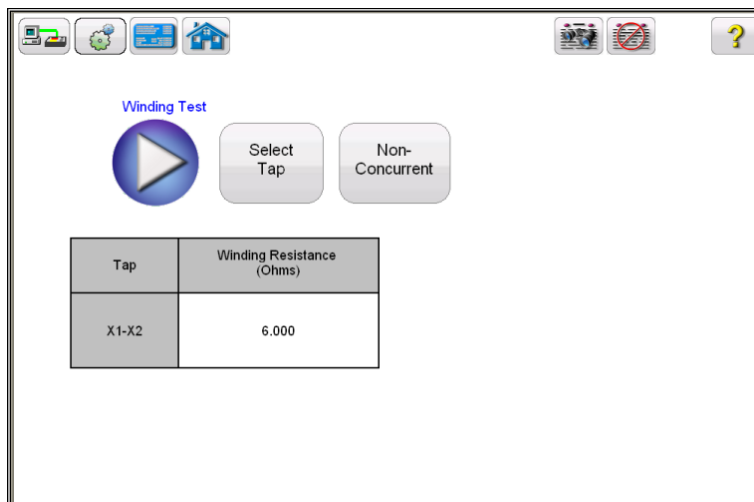 ?
Winding Test
Select
Tap
Non-
Concurrent
Tap
Winding Resistance
(Ohms)
X1-X2
6.000